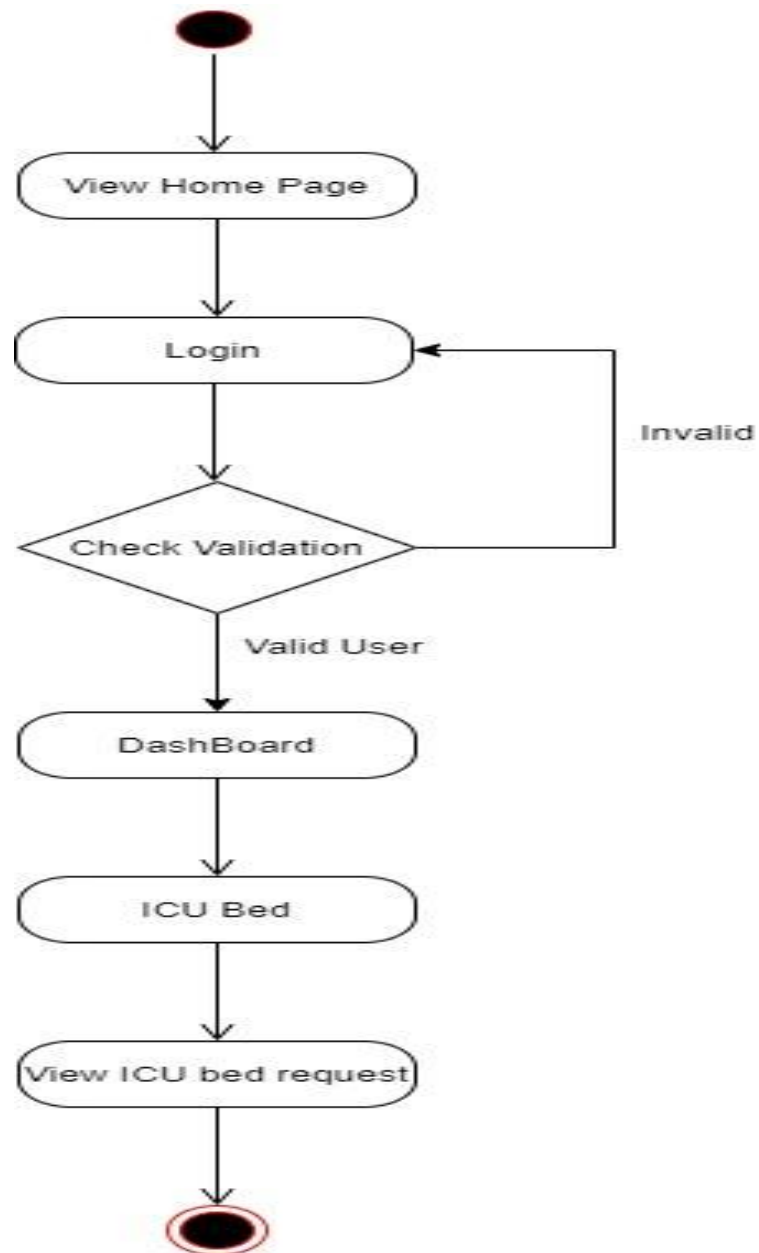 View Home Page
Login
Invalid
Check Validation
Valid User
DashBoard
ICU Bed
View ICU bed request